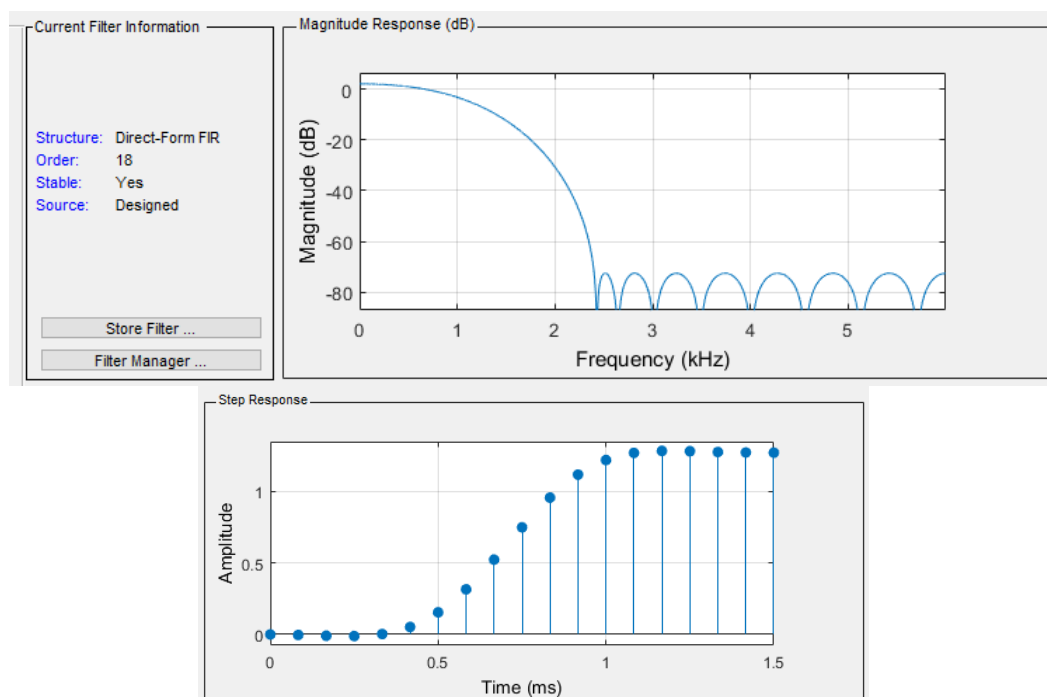 Current Filter Information
Structure: Direct-Form FIR
Order: 18
Stable: Yes
Source: Designed
Store Filter ...
Filter Manager ...
Magnitude Response (dB)
Magnitude (dB)
0
-20
-40
-60
-80
0 1 2 3 4 5
Frequency (kHz)
Step Response
Amplitude
1
0.5
0
0 0.5 1 1.5
Time (ms)